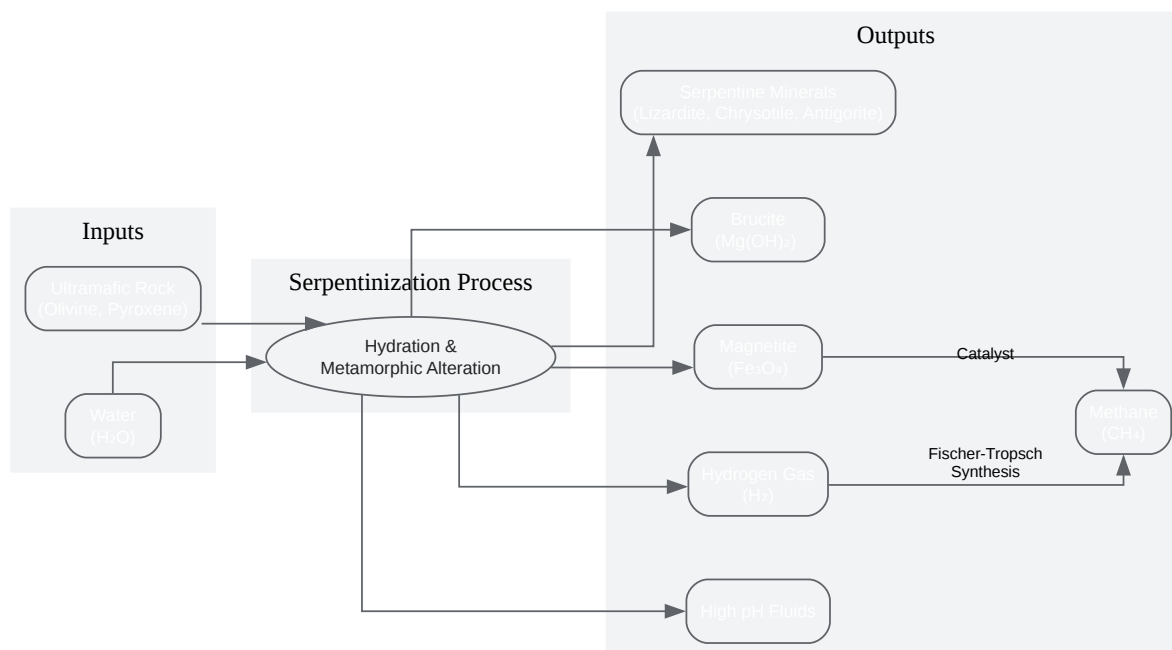 Outputs
Serpentine Minerals
(Lizardite, Chrysotile, Antigorite)
Inputs
Brucite
(Mg(OH)₂)
Serpentinization Process
Ultramafic Rock
(Olivine, Pyroxene)
Hydration &
Metamorphic Alteration
Magnetite
(Fe₃O₄)
Catalyst
Water
(H₂O)
Methane
(CH₄)
Fischer-Tropsch
Synthesis
Hydrogen Gas
(H₂)
High pH Fluids